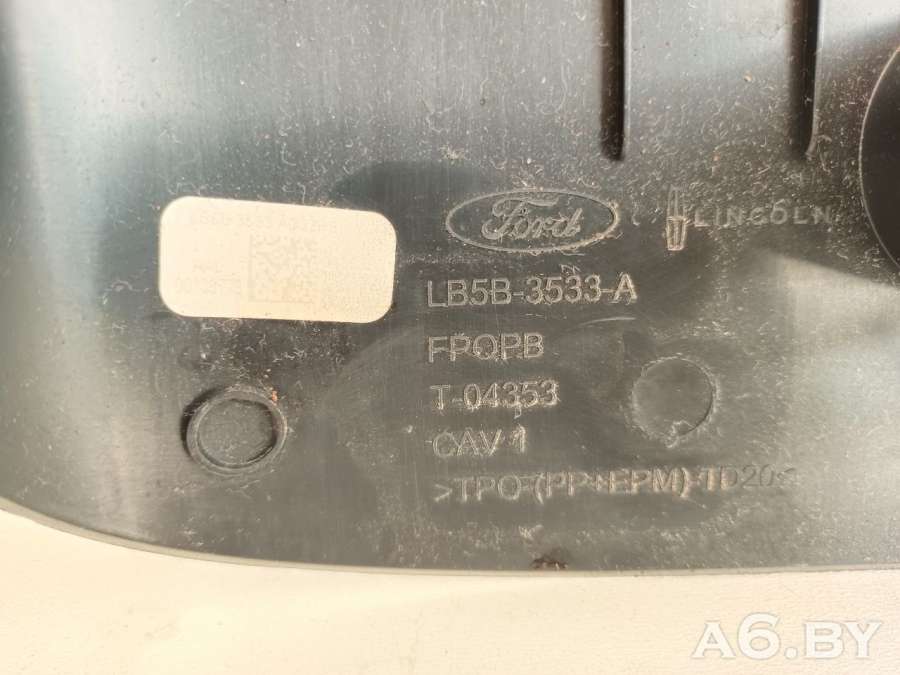 Ford
LINCOLN
LB5B-3533-A
FPQPB
T-04353
CAV 1
>TPO-(PP+EPM)-TD20<
A6.BY